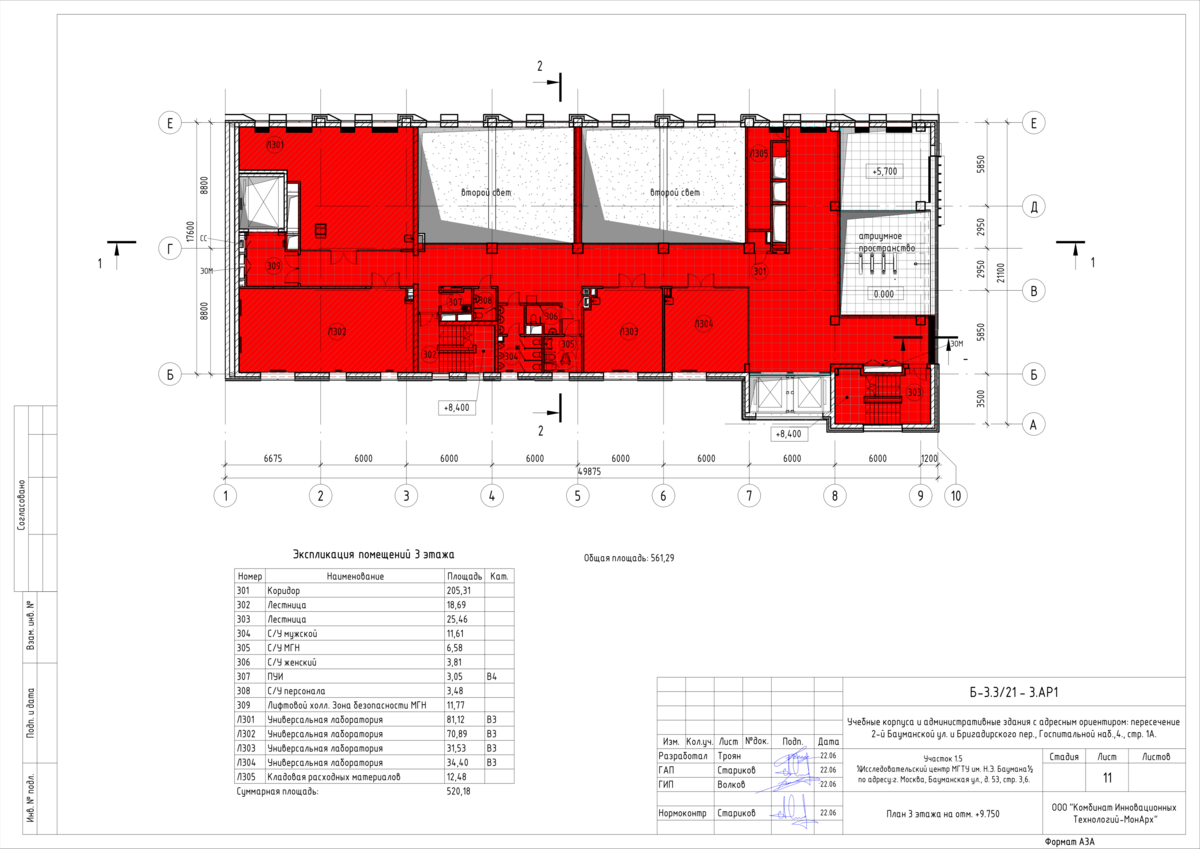 2
Е
Е
Л301
Л305
5850
+5,700
8800
второй свет
второй свет
Д
17600
2950
СС
атриумное
пространство
Г
1
1
309
301
2950
21100
ЗОМ
0.000
В
307
308
8800
306
Л302
Л303
Л304
5850
302
304
305
ЗОМ
Б
Б
303
3500
+8,400
+8,400
А
2
6675
6000
6000
6000
6000
6000
6000
6000
1200
49875
1
2
3
4
5
6
7
8
9
10
Согласовано
Взам. инв. №
Подп. и дата
Инв. № подл.
Экспликация помещений 3 этажа
Общая площадь: 561,29
Номер Наименование Площадь Кат.
301 Коридор 205,31
302 Лестница 18,69
303 Лестница 25,46
304 С/У мужской 11,61
305 С/У МГН 6,58
306 С/У женский 3,81
307 ПУИ 3,05 В4
308 С/У персонала 3,48
309 Лифтовой холл. Зона безопасности МГН 11,77
Л301 Универсальная лаборатория 81,12 В3
Л302 Универсальная лаборатория 70,89 В3
Л303 Универсальная лаборатория 31,53 В3
Л304 Универсальная лаборатория 34,40 В3
Л305 Кладовая расходных материалов 12,48
Суммарная площадь: 520,18
Б-3.3/21 - 3.АР1
Учебные корпуса и административные здания с адресным ориентиром: пересечение
2-й Бауманской ул. и Бригадирского пер., Госпитальной наб.,4., стр. 1А.
Изм. Кол.уч. Лист №док. Подп. Дата
Разработал Троян 22.06
ГАП Стариков 22.06
ГИП Волков 22.06
Нормоконтр Стариков 22.06
Участок 1.5
½Исследовательский центр МГТУ им. Н.Э. Баумана½
по адресу:г. Москва, Бауманская ул., д. 53, стр. 3,6.
Стадия Лист Листов
11
План 3 этажа на отм. +9.750
ООО "Комбинат Инновационных
Технологий-МонАрх"
Формат А3А